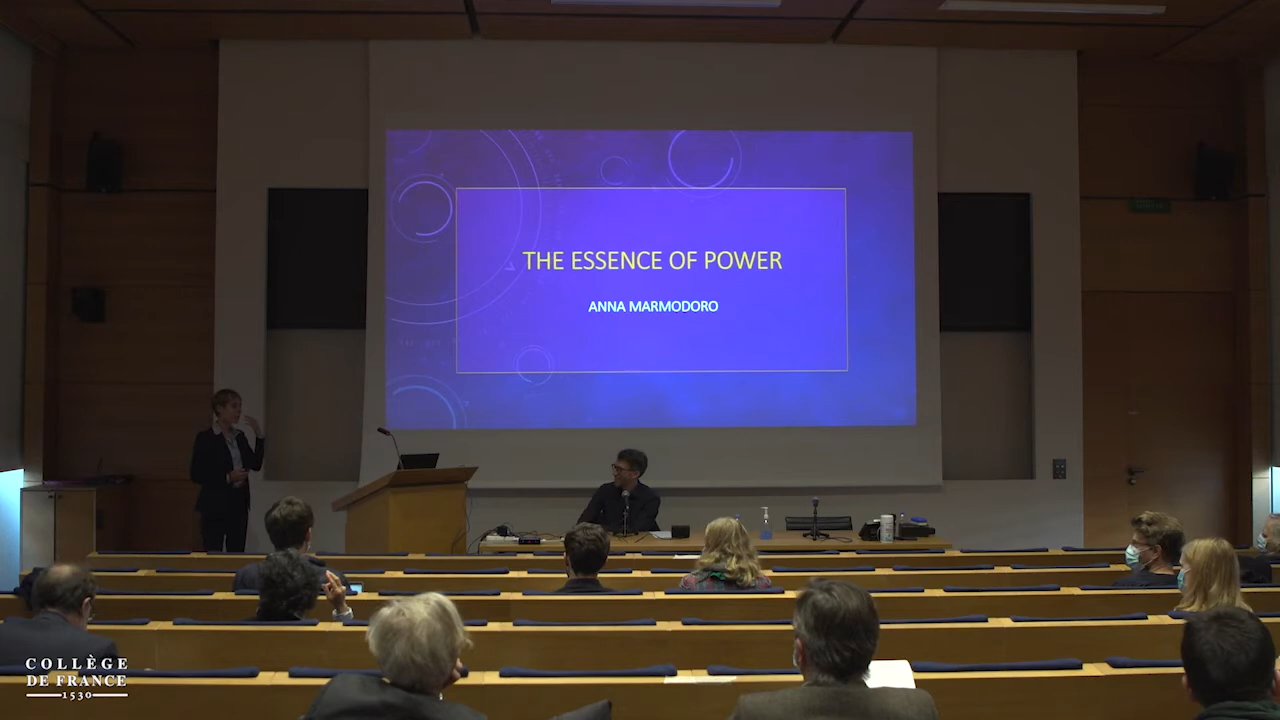 THE ESSENCE OF POWER
ANNA MARMODORO
COLLÈGE
DE FRANCE
1530